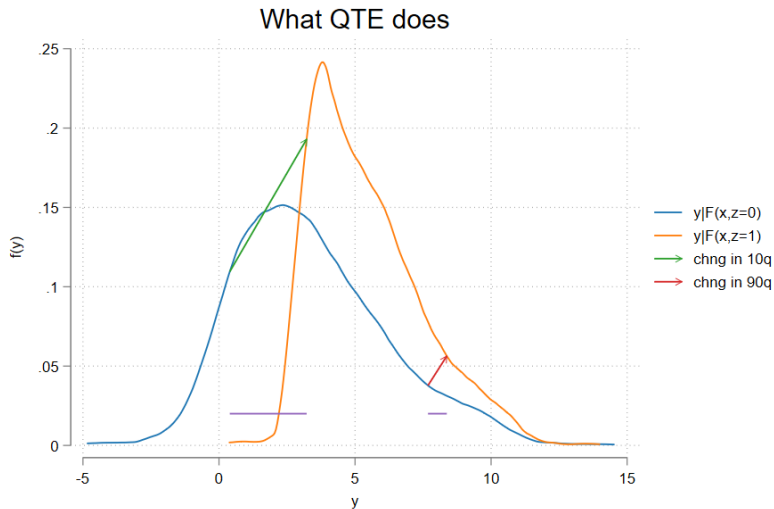 What QTE does
.25
.2
.15
.1
.05
0
f(y)
-5 0 5 10 15
y
y|F(x,z=0)
y|F(x,z=1)
chng in 10q
chng in 90q